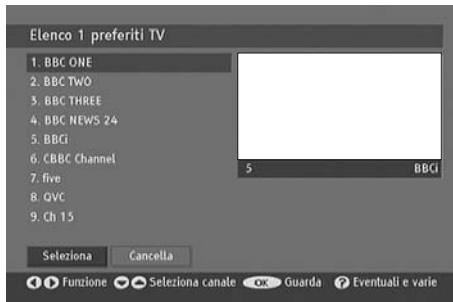 Elenco 1 preferiti TV
1. BBC ONE
2. BBC TWO
3. BBC THREE
4. BBC NEWS 24
5. BBCi
6. CBBC Channel
7. five
8. QVC
9. Ch 15
5 BBCi
Seleziona Cancella
Funzione Seleziona canale OK Guarda ? Eventuali e varie